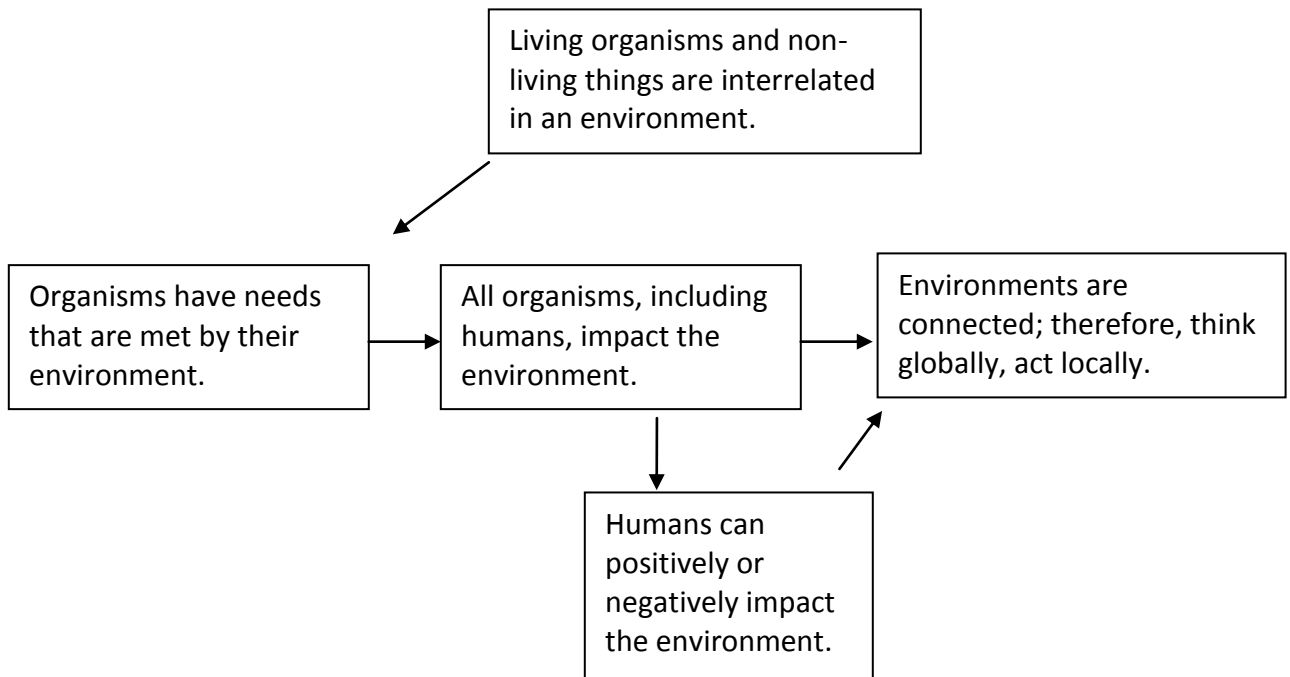 Living organisms and non-
living things are interrelated
in an environment.
Organisms have needs
that are met by their
environment.
All organisms, including
humans, impact the
environment.
Environments are
connected; therefore, think
globally, act locally.
Humans can
positively or
negatively impact
the environment.